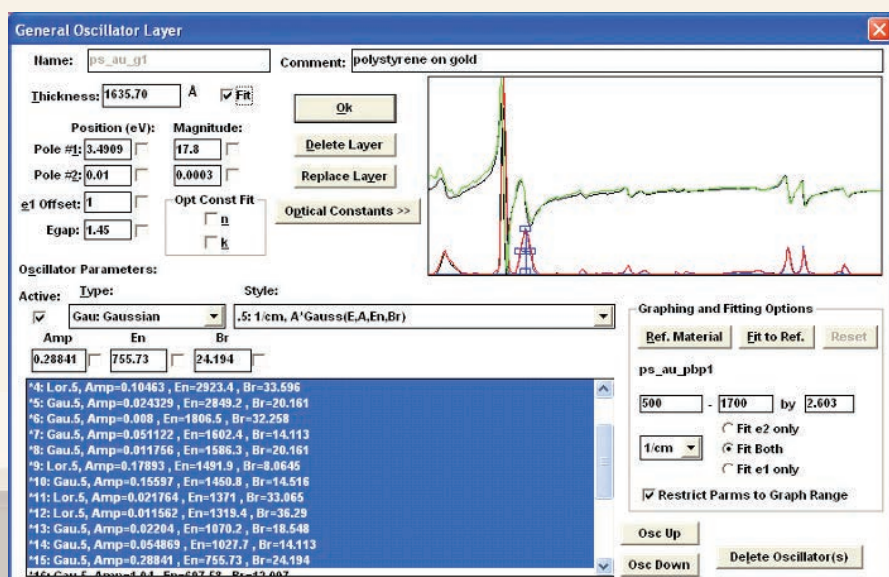 General Oscillator Layer
Name: ps_au_g1 Comment: polystyrene on gold
Thickness: 1635.70 A Fit
Ok
Position (eV): Magnitude:
Pole #1: 3.4909 17.8
Delete Layer
Pole #2: 0.01 0.0003
Replace Layer
e1 Offset: 1 Opt Const Fit
n
Optical Constants >>
Egap: 1.45
k
Oscillator Parameters:
Active: Type: Style:
Gau: Gaussian .5: 1/cm, A*Gauss(E,A,En,Br)
Amp En Br
0.28841 755.73 24.194
*4: Lor.5, Amp=0.10463 , En=2923.4 , Br=33.596
*5: Gau.5, Amp=0.024329 , En=2849.2 , Br=20.161
*6: Gau.5, Amp=0.008 , En=1806.5 , Br=32.258
*7: Gau.5, Amp=0.051122 , En=1602.4 , Br=14.113
*8: Gau.5, Amp=0.011756 , En=1586.3 , Br=20.161
*9: Lor.5, Amp=0.17893 , En=1491.9 , Br=8.0645
*10: Gau.5, Amp=0.15597 , En=1450.8 , Br=14.516
*11: Lor.5, Amp=0.021764 , En=1371 , Br=33.065
*12: Lor.5, Amp=0.011562 , En=1319.4 , Br=36.29
*13: Gau.5, Amp=0.02204 , En=1070.2 , Br=18.548
*14: Gau.5, Amp=0.054869 , En=1027.7 , Br=14.113
*15: Gau.5, Amp=0.28841 , En=755.73 , Br=24.194
Graphing and Fitting Options
Ref. Material Fit to Ref. Reset
ps_au_pbp1
500 - 1700 by 2.603
Fit e2 only
1/cm Fit Both
Fit e1 only
Restrict Parms to Graph Range
Osc Up
Osc Down Delete Oscillator(s)